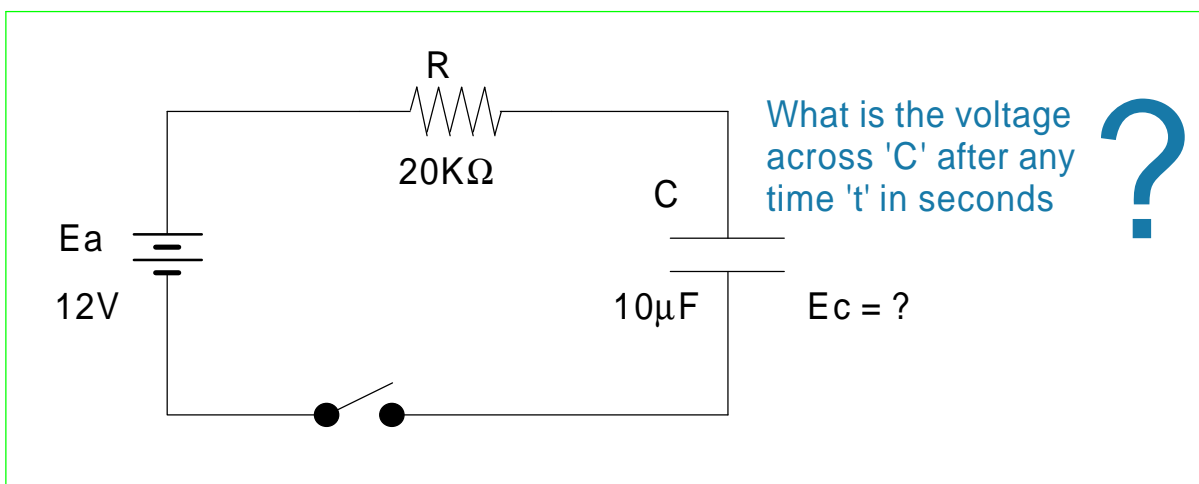 R
20KΩ
What is the voltage
across 'C' after any
time 't' in seconds
?
C
Ea
12V
10μF
Ec = ?